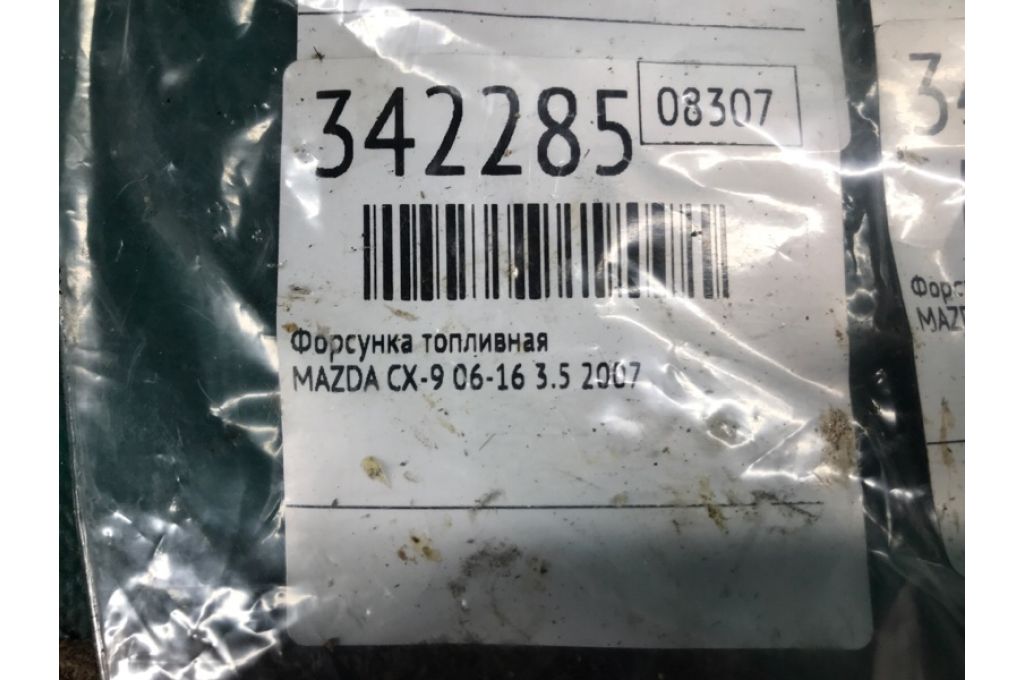 342285
08307
Форсунка топливная
MAZDA CX-9 06-16 3.5 2007